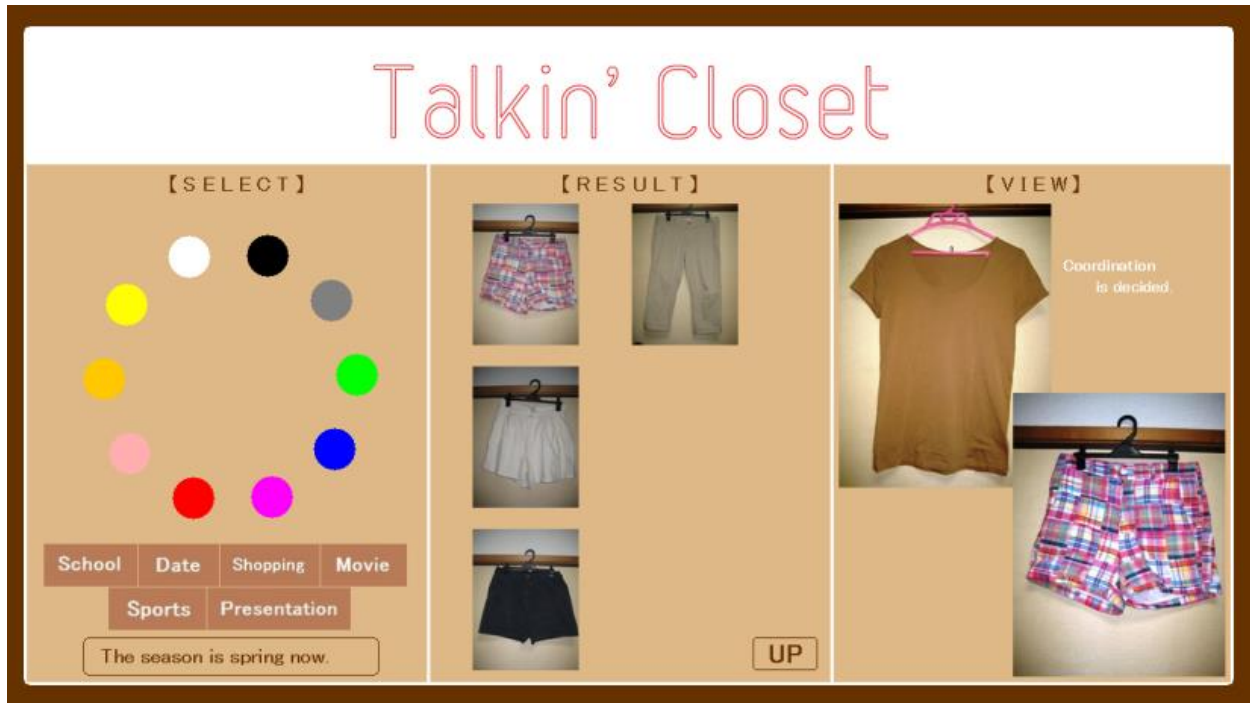 Talkin' Closet
【SELECT】
School Date Shopping Movie
Sports Presentation
The season is spring now.
【RESULT】
UP
【VIEW】
Coordination
is decided.